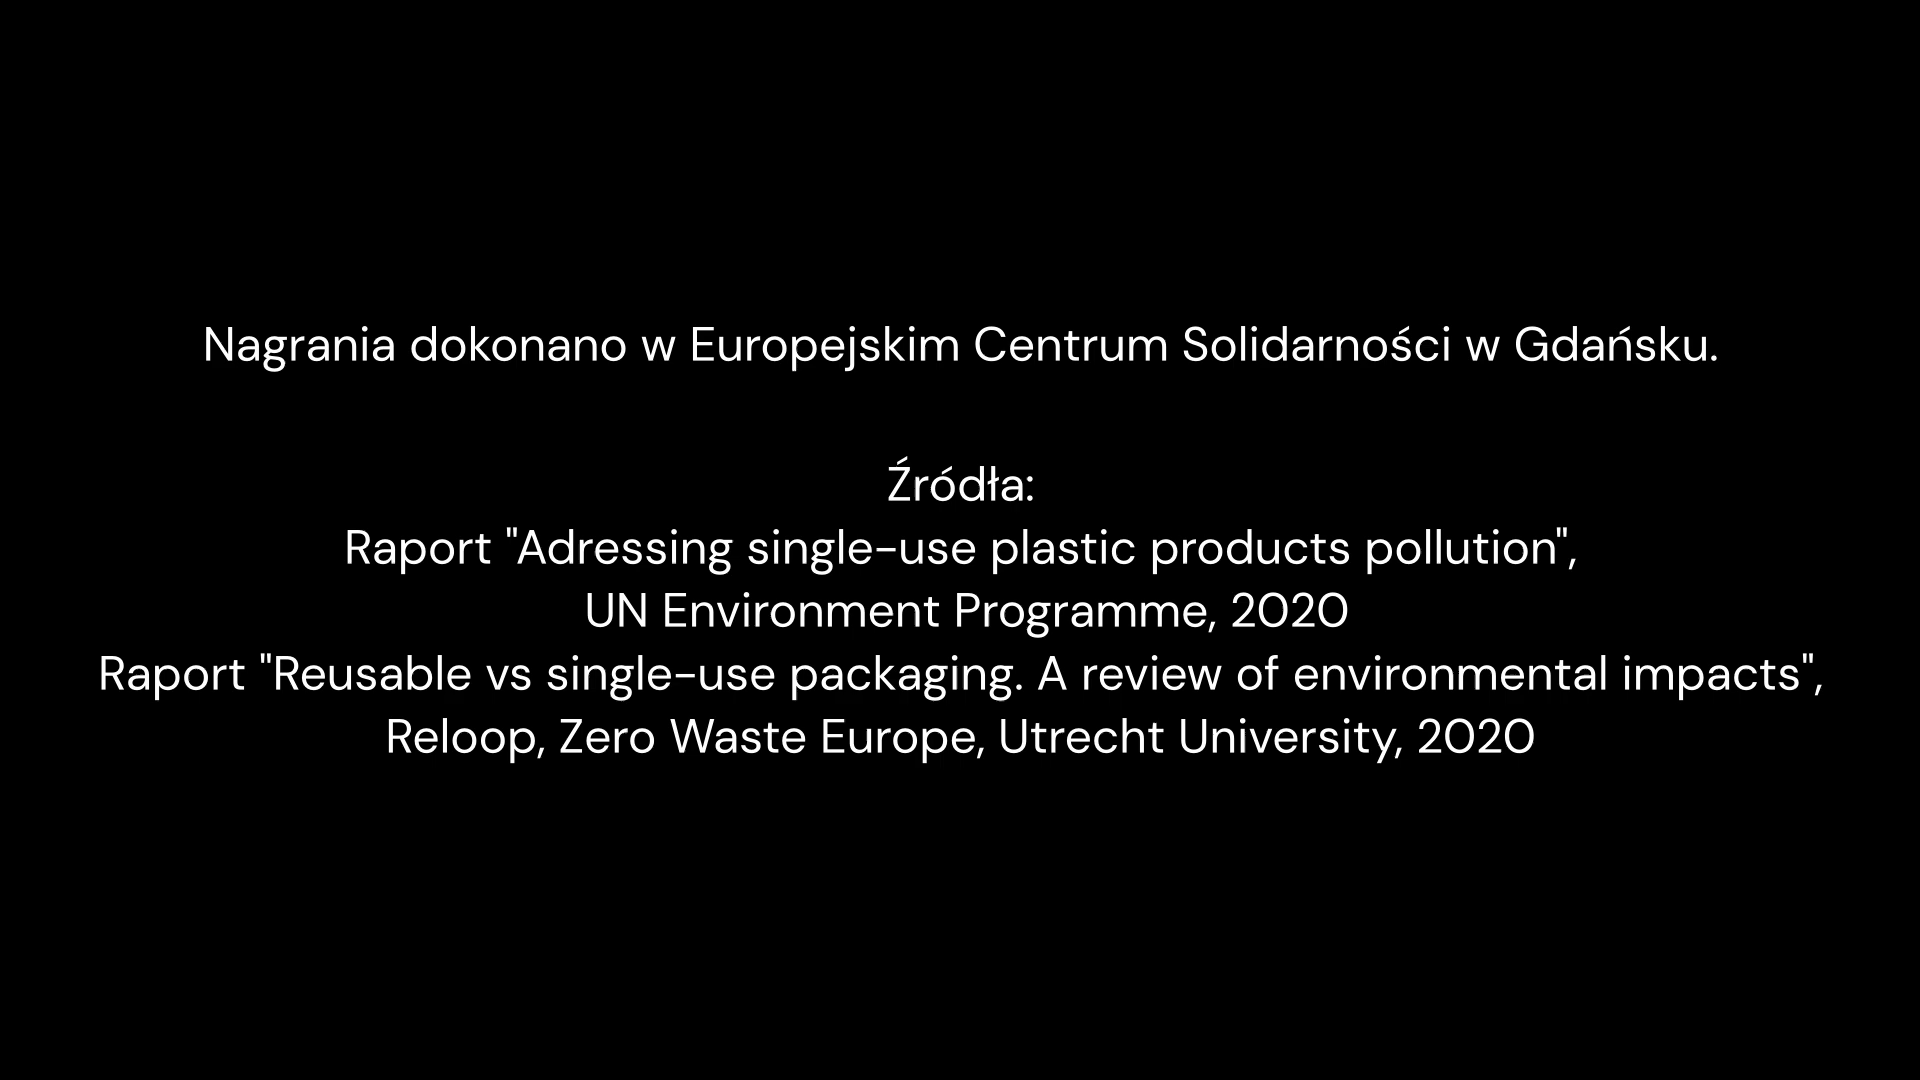 Nagrania dokonano w Europejskim Centrum Solidarności w Gdańsku.
Źródła:
Raport "Adressing single-use plastic products pollution",
UN Environment Programme, 2020
Raport "Reusable vs single-use packaging. A review of environmental impacts",
Reloop, Zero Waste Europe, Utrecht University, 2020